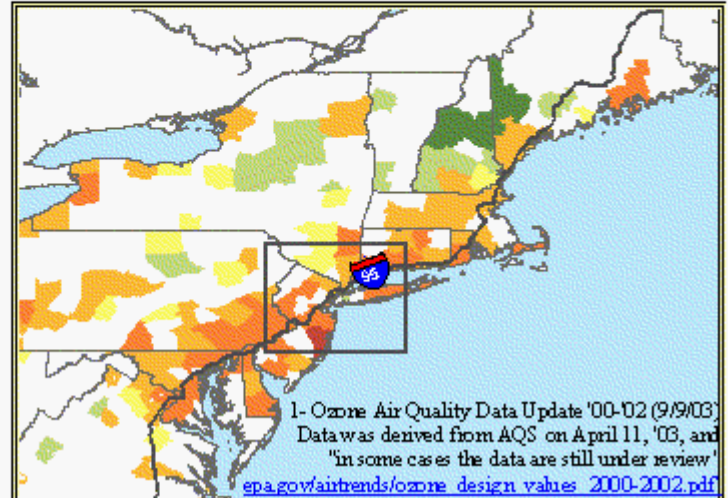 95
1- Ozone Air Quality Data Update '00-'02 (9/9/03)
Data was derived from AQS on April 11, '03, and
"in some cases the data are still under review"
epa.gov/airtrends/ozone_design_values_2000-2002.pdf